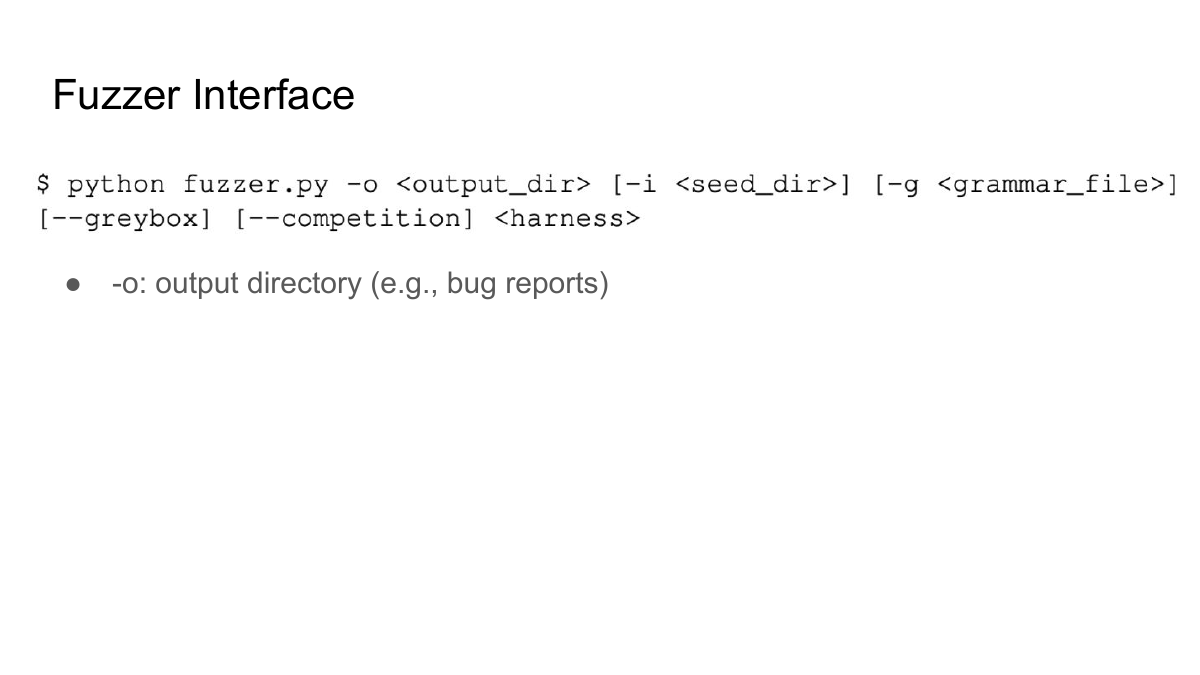 Fuzzer Interface
$ python fuzzer.py -o <output_dir> [-i <seed_dir>] [-g <grammar_file>]
[--greybox] [--competition] <harness>
● -o: output directory (e.g., bug reports)